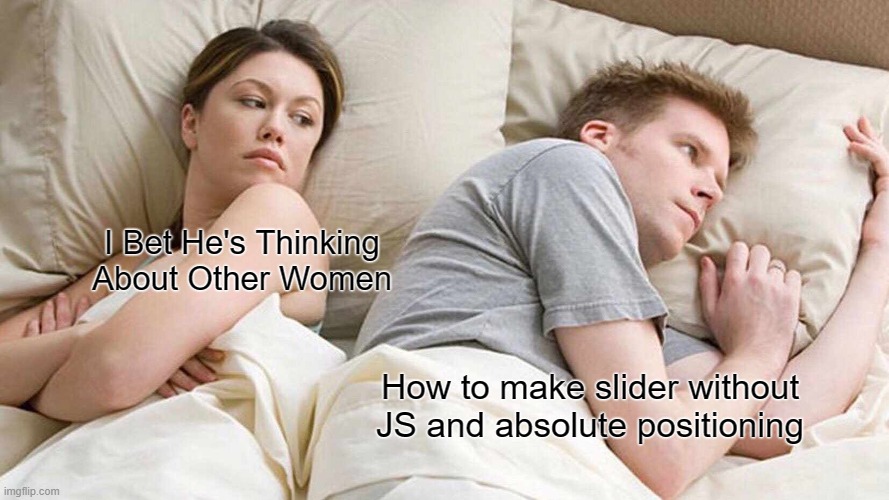 I Bet He's Thinking
About Other Women
How to make slider without
JS and absolute positioning
imgflip.com